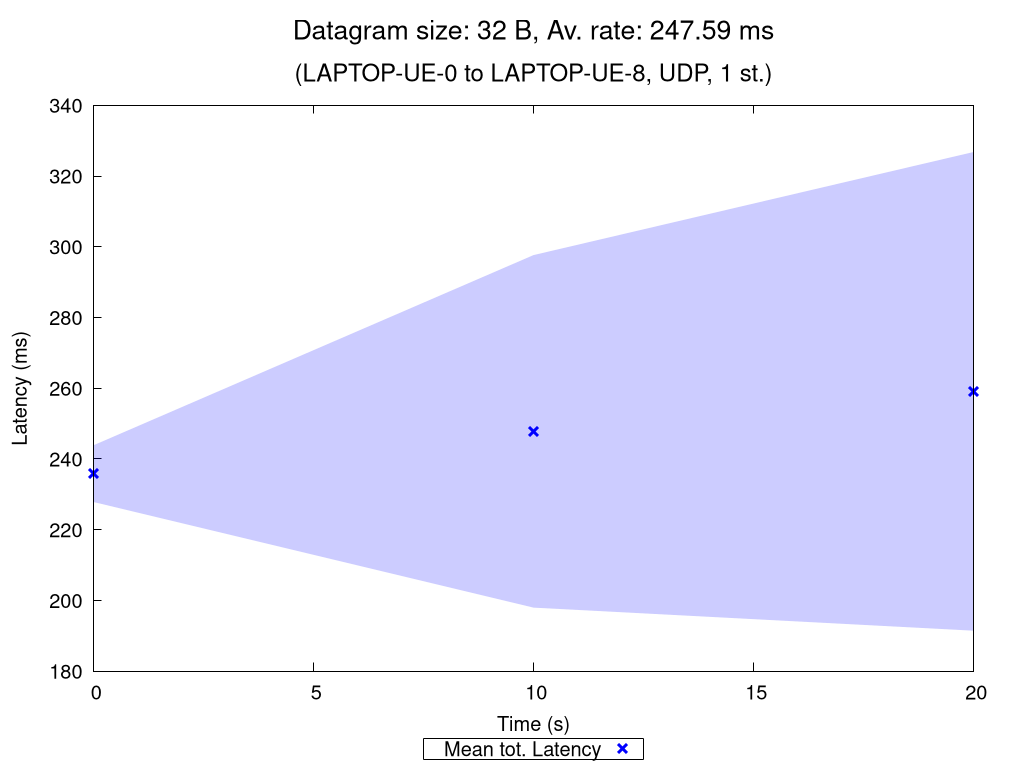 Datagram size: 32 B, Av. rate: 247.59 ms
(LAPTOP-UE-0 to LAPTOP-UE-8, UDP, 1 st.)
340
320
300
280
260
240
220
200
180
Latency (ms)
0 5 10 15 20
Time (s)
Mean tot. Latency